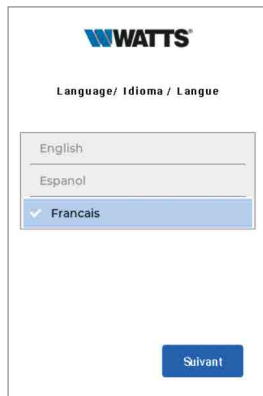 WATTS®
Language/ Idioma / Langue
English
Espanol
Francais
Suivant